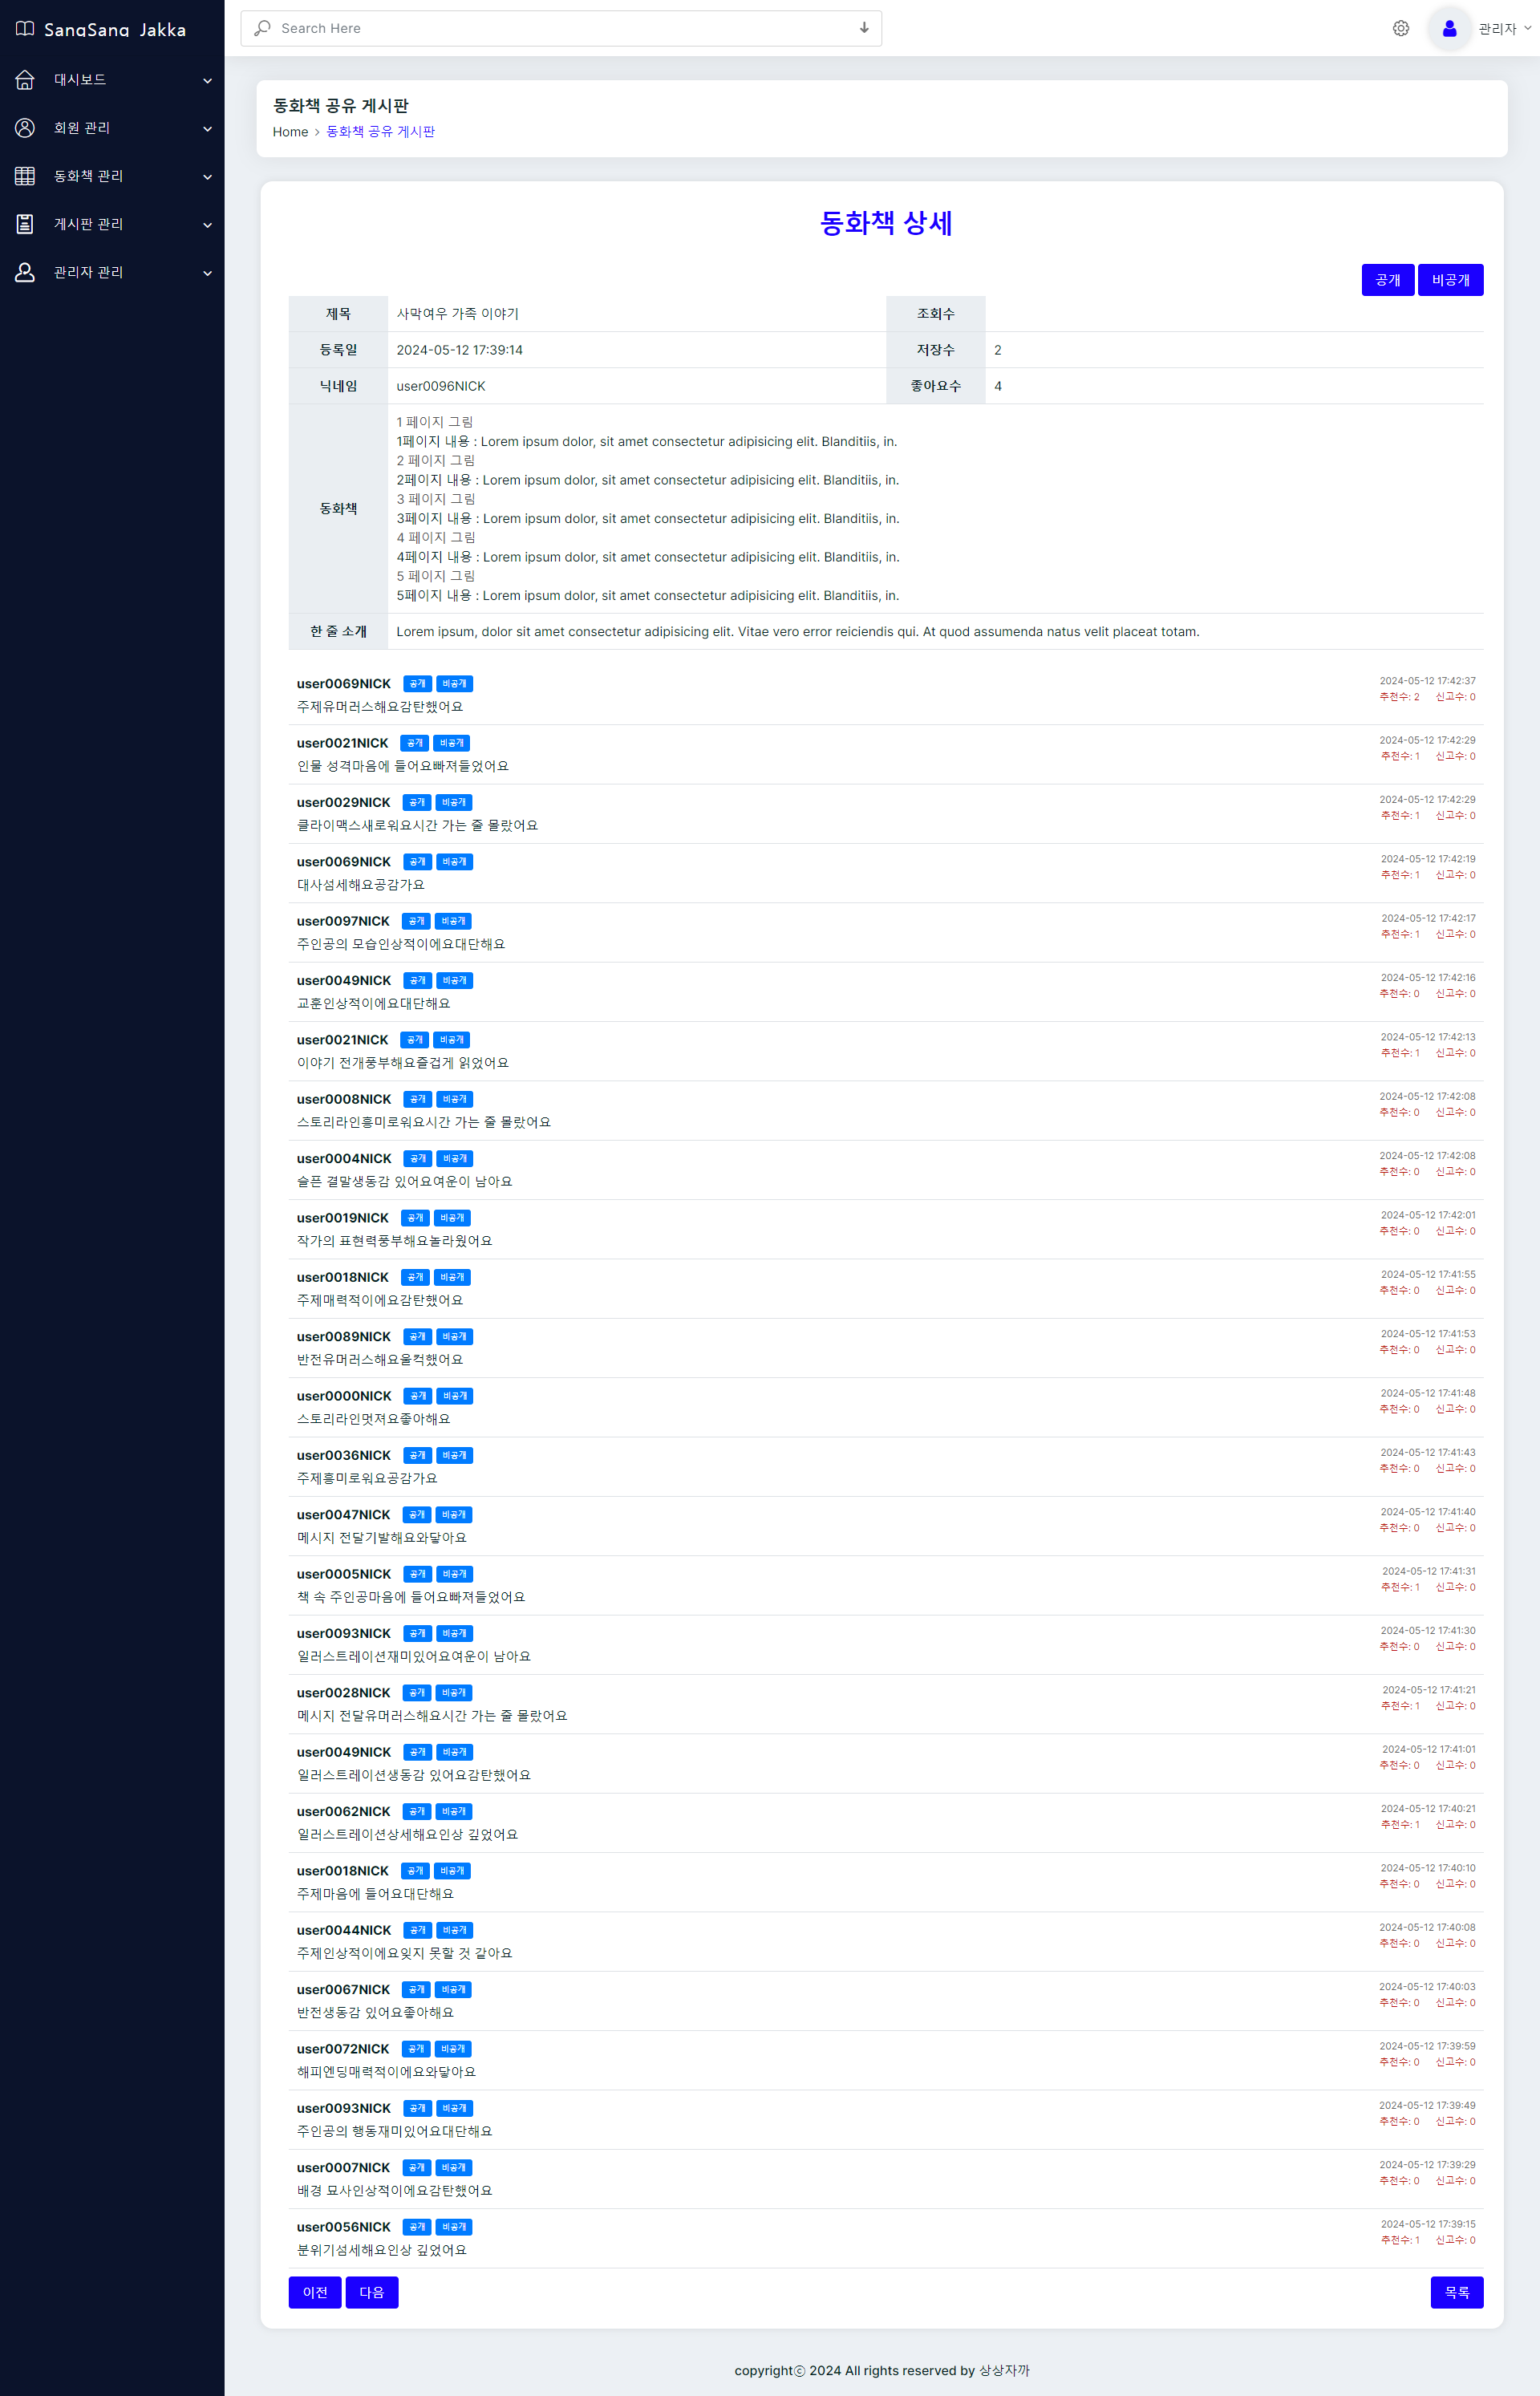 SangSang Jakka
Search Here
관리자
대시보드
회원 관리
동화책 관리
게시판 관리
관리자 관리
동화책 공유 게시판
Home > 동화책 공유 게시판
동화책 상세
공개 비공개
제목 사막여우 가족 이야기 조회수
등록일 2024-05-12 17:39:14 저장수 2
닉네임 user0096NICK 좋아요수 4
동화책
1 페이지 그림
1페이지 내용 : Lorem ipsum dolor, sit amet consectetur adipisicing elit. Blanditiis, in.
2 페이지 그림
2페이지 내용 : Lorem ipsum dolor, sit amet consectetur adipisicing elit. Blanditiis, in.
3 페이지 그림
3페이지 내용 : Lorem ipsum dolor, sit amet consectetur adipisicing elit. Blanditiis, in.
4 페이지 그림
4페이지 내용 : Lorem ipsum dolor, sit amet consectetur adipisicing elit. Blanditiis, in.
5 페이지 그림
5페이지 내용 : Lorem ipsum dolor, sit amet consectetur adipisicing elit. Blanditiis, in.
한 줄 소개 Lorem ipsum, dolor sit amet consectetur adipisicing elit. Vitae vero error reiciendis qui. At quod assumenda natus velit placeat totam.
user0069NICK 공개 비공개 2024-05-12 17:42:37
주제유머러스해요감탄했어요 추천수: 2 신고수: 0
user0021NICK 공개 비공개 2024-05-12 17:42:29
인물 성격마음에 들어요빠져들었어요 추천수: 1 신고수: 0
user0029NICK 공개 비공개 2024-05-12 17:42:29
클라이맥스새로워요시간 가는 줄 몰랐어요 추천수: 1 신고수: 0
user0069NICK 공개 비공개 2024-05-12 17:42:19
대사섬세해요공감가요 추천수: 1 신고수: 0
user0097NICK 공개 비공개 2024-05-12 17:42:17
주인공의 모습인상적이에요대단해요 추천수: 1 신고수: 0
user0049NICK 공개 비공개 2024-05-12 17:42:16
교훈인상적이에요대단해요 추천수: 0 신고수: 0
user0021NICK 공개 비공개 2024-05-12 17:42:13
이야기 전개풍부해요즐겁게 읽었어요 추천수: 1 신고수: 0
user0008NICK 공개 비공개 2024-05-12 17:42:08
스토리라인흥미로워요시간 가는 줄 몰랐어요 추천수: 0 신고수: 0
user0004NICK 공개 비공개 2024-05-12 17:42:08
슬픈 결말생동감 있어요여운이 남아요 추천수: 0 신고수: 0
user0019NICK 공개 비공개 2024-05-12 17:42:01
작가의 표현력풍부해요놀라웠어요 추천수: 0 신고수: 0
user0018NICK 공개 비공개 2024-05-12 17:41:55
주제매력적이에요감탄했어요 추천수: 0 신고수: 0
user0089NICK 공개 비공개 2024-05-12 17:41:53
반전유머러스해요울컥했어요 추천수: 0 신고수: 0
user0000NICK 공개 비공개 2024-05-12 17:41:48
스토리라인멋져요좋아해요 추천수: 0 신고수: 0
user0036NICK 공개 비공개 2024-05-12 17:41:43
주제흥미로워요공감가요 추천수: 0 신고수: 0
user0047NICK 공개 비공개 2024-05-12 17:41:40
메시지 전달기발해요와닿아요 추천수: 0 신고수: 0
user0005NICK 공개 비공개 2024-05-12 17:41:31
책 속 주인공마음에 들어요빠져들었어요 추천수: 1 신고수: 0
user0093NICK 공개 비공개 2024-05-12 17:41:30
일러스트레이션재미있어요여운이 남아요 추천수: 0 신고수: 0
user0028NICK 공개 비공개 2024-05-12 17:41:21
메시지 전달유머러스해요시간 가는 줄 몰랐어요 추천수: 1 신고수: 0
user0049NICK 공개 비공개 2024-05-12 17:41:01
일러스트레이션생동감 있어요감탄했어요 추천수: 0 신고수: 0
user0062NICK 공개 비공개 2024-05-12 17:40:21
일러스트레이션상세해요인상 깊었어요 추천수: 1 신고수: 0
user0018NICK 공개 비공개 2024-05-12 17:40:10
주제마음에 들어요대단해요 추천수: 0 신고수: 0
user0044NICK 공개 비공개 2024-05-12 17:40:08
주제인상적이에요잊지 못할 것 같아요 추천수: 0 신고수: 0
user0067NICK 공개 비공개 2024-05-12 17:40:03
반전생동감 있어요좋아해요 추천수: 0 신고수: 0
user0072NICK 공개 비공개 2024-05-12 17:39:59
해피엔딩매력적이에요와닿아요 추천수: 0 신고수: 0
user0093NICK 공개 비공개 2024-05-12 17:39:49
주인공의 행동재미있어요대단해요 추천수: 0 신고수: 0
user0007NICK 공개 비공개 2024-05-12 17:39:29
배경 묘사인상적이에요감탄했어요 추천수: 0 신고수: 0
user0056NICK 공개 비공개 2024-05-12 17:39:15
분위기섬세해요인상 깊었어요 추천수: 1 신고수: 0
이전 다음 목록
copyrightⓒ 2024 All rights reserved by 상상자까